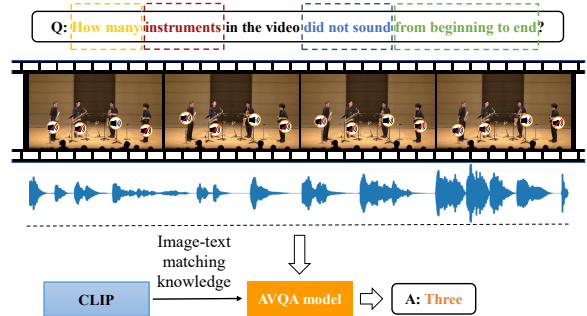 Q: How many instruments in the video did not sound from beginning to end?
Image-text
matching
knowledge
CLIP
AVQA model
A: Three